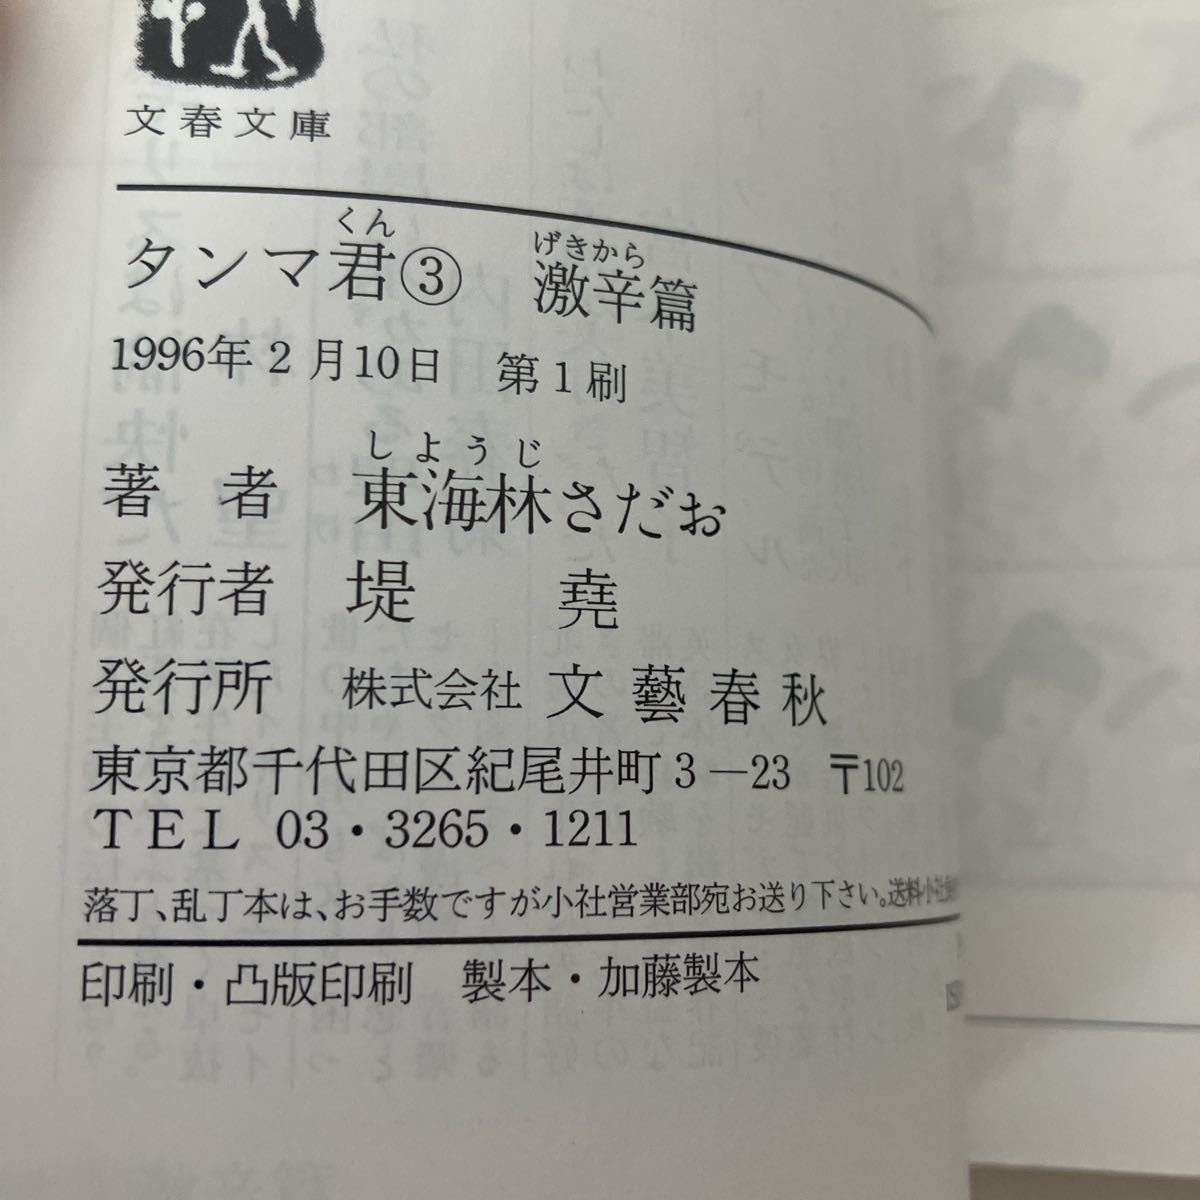 文春文庫
タンマ君③ 激辛篇
くん げきから
1996年2月10日 第1刷
著者 東海林さだお
しようじ
発行者 堤 堯
発行所 株式会社 文藝春秋
東京都千代田区紀尾井町3―23 〒102
TEL 03・3265・1211
落丁、乱丁本は、お手数ですが小社営業部宛お送り下さい。送料小社
印刷・凸版印刷 製本・加藤製本